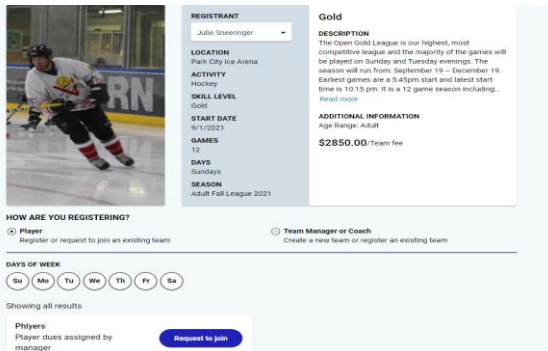 REGISTRANT
Julie Sneeringer
LOCATION
Park City Ice Arena
ACTIVITY
Hockey
SKILL LEVEL
Gold
START DATE
9/1/2021
GAMES
12
DAYS
Sundays
SEASON
Adult Fall League 2021
Gold
DESCRIPTION
The Open Gold League is our highest, most
competitive league and the majority of the games will
be played on Sunday and Tuesday evenings. The
season will run from: September 19 – December 19.
Earliest games are a 5:45pm start and latest start
time is 10:15 pm. It is a 12 game season including...
Read more
ADDITIONAL INFORMATION
Age Range: Adult
$2850.00/Team fee
HOW ARE YOU REGISTERING?
Player
Register or request to join an existing team
Team Manager or Coach
Create a new team or register an existing team
DAYS OF WEEK
Su Mo Tu We Th Fr Sa
Showing all results
Phlyers
Player dues assigned by
manager
Request to join